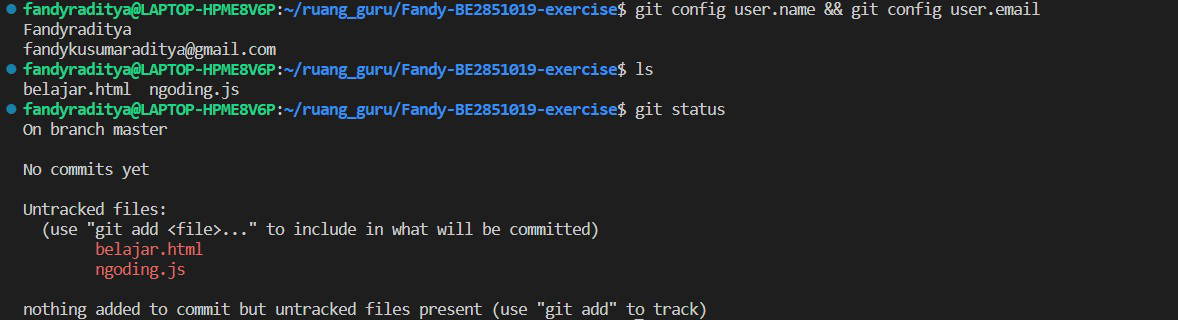 fandyraditya@LAPTOP-HPME8V6P:~/ruang_guru/Fandy-BE2851019-exercise$ git config user.name && git config user.email
Fandyraditya
fandykusumaraditya@gmail.com
fandyraditya@LAPTOP-HPME8V6P:~/ruang_guru/Fandy-BE2851019-exercise$ ls
belajar.html  ngoding.js
fandyraditya@LAPTOP-HPME8V6P:~/ruang_guru/Fandy-BE2851019-exercise$ git status
On branch master
No commits yet
Untracked files:
  (use "git add <file>..." to include in what will be committed)
        belajar.html
        ngoding.js
nothing added to commit but untracked files present (use "git add" to track)